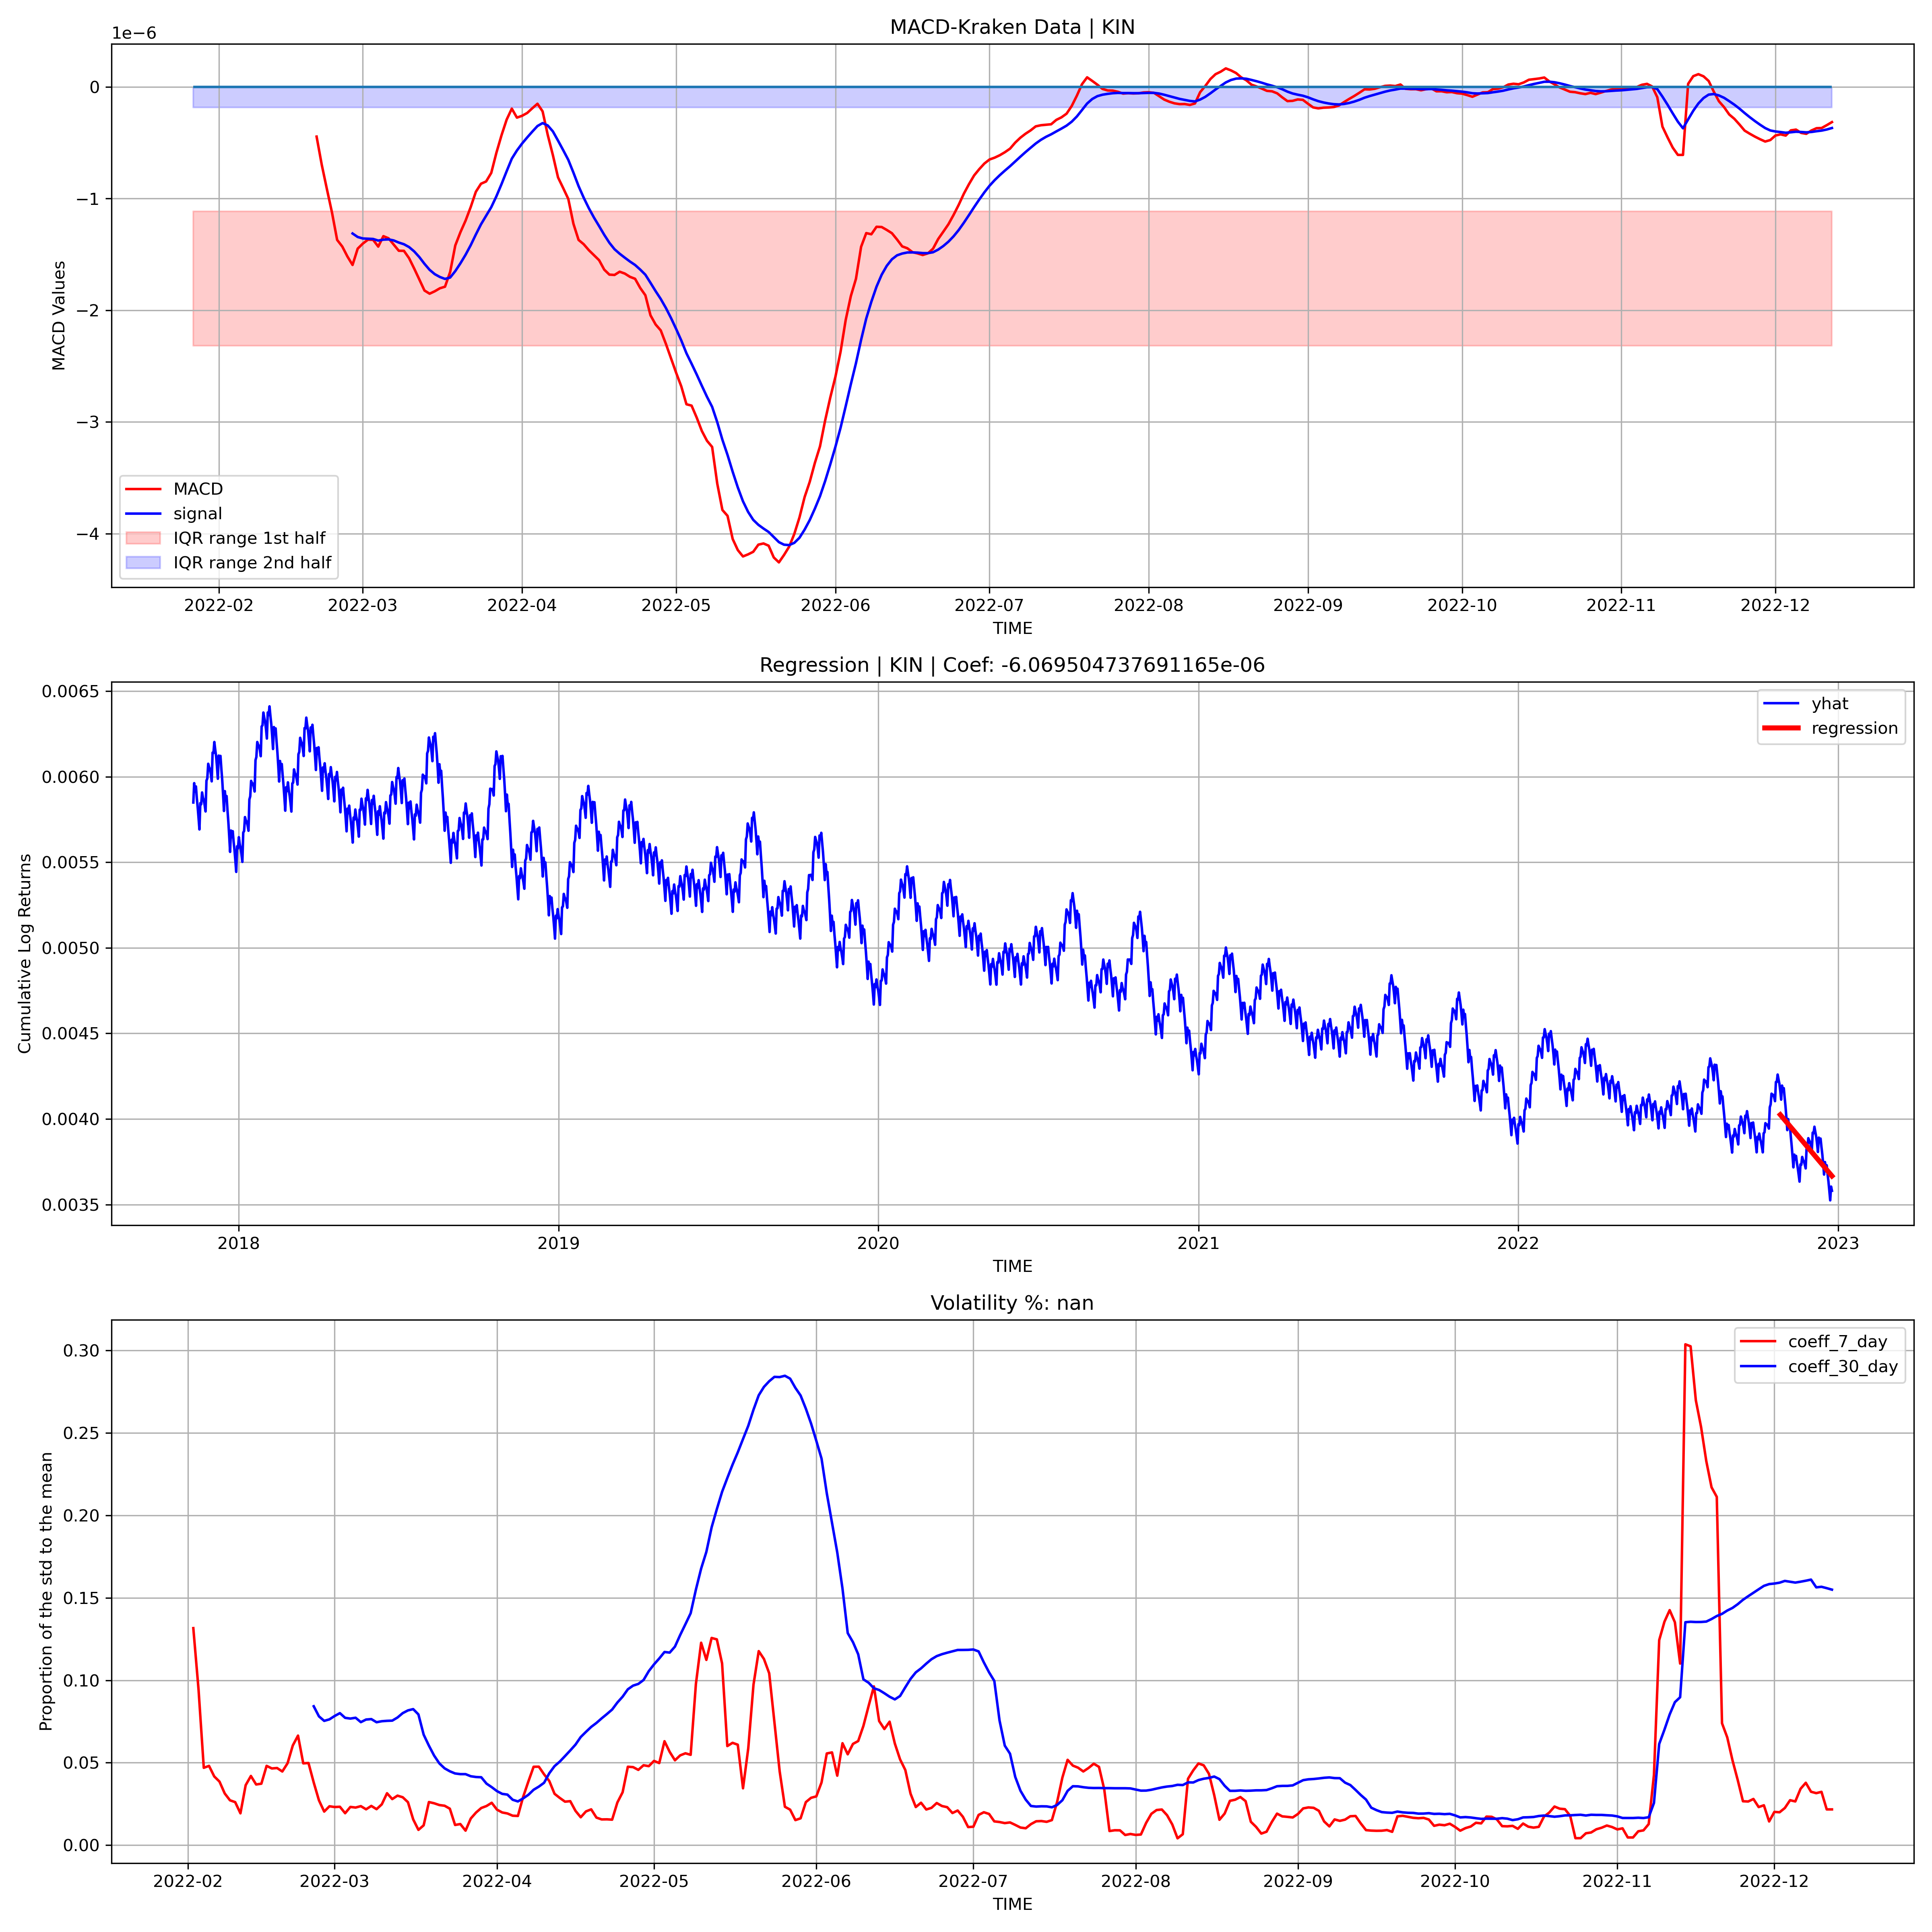 MACD-Kraken Data | KIN
1e−6
0
−1
−2
−3
−4
MACD Values
MACD
signal
IQR range 1st half
IQR range 2nd half
2022-02 2022-03 2022-04 2022-05 2022-06 2022-07 2022-08 2022-09 2022-10 2022-11 2022-12
TIME
Regression | KIN | Coef: -6.069504737691165e-06
0.0065
0.0060
0.0055
0.0050
0.0045
0.0040
0.0035
Cumulative Log Returns
yhat
regression
2018 2019 2020 2021 2022 2023
TIME
Volatility %: nan
0.30
0.25
0.20
0.15
0.10
0.05
0.00
Proportion of the std to the mean
coeff_7_day
coeff_30_day
2022-02 2022-03 2022-04 2022-05 2022-06 2022-07 2022-08 2022-09 2022-10 2022-11 2022-12
TIME